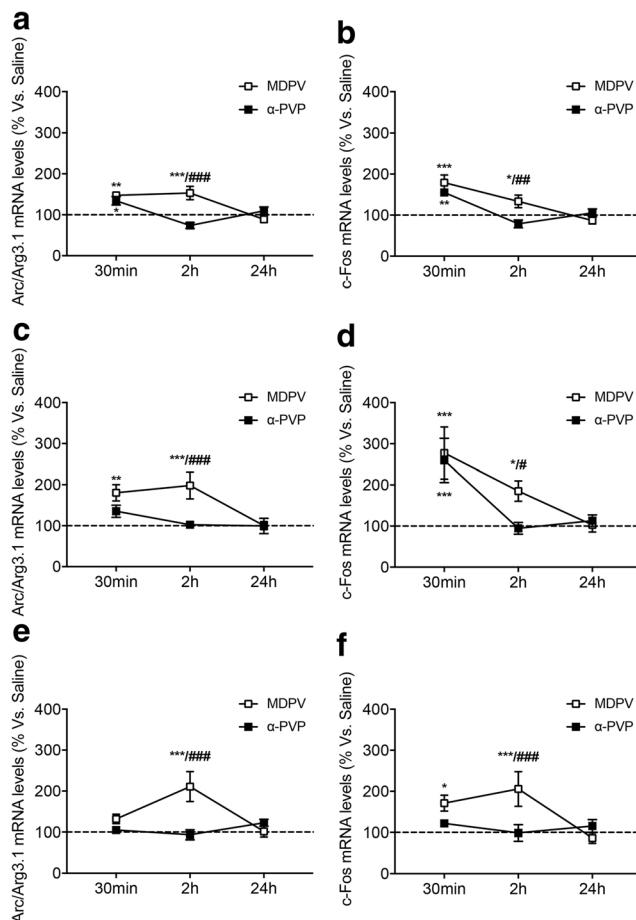 a
Arc/Arg3.1 mRNA levels (% Vs. Saline)
400
300
200
100
0
MDPV
α-PVP
**
*
***/###
30min 2h 24h
b
c-Fos mRNA levels (% Vs. Saline)
400
300
200
100
0
MDPV
α-PVP
***
**
*/##
30min 2h 24h
c
Arc/Arg3.1 mRNA levels (% Vs. Saline)
400
300
200
100
0
MDPV
α-PVP
**
***/###
30min 2h 24h
d
c-Fos mRNA levels (% Vs. Saline)
400
300
200
100
0
MDPV
α-PVP
***
***
*/#
30min 2h 24h
e
Arc/Arg3.1 mRNA levels (% Vs. Saline)
400
300
200
100
0
MDPV
α-PVP
***/###
30min 2h 24h
f
c-Fos mRNA levels (% Vs. Saline)
400
300
200
100
0
MDPV
α-PVP
*
***/###
30min 2h 24h